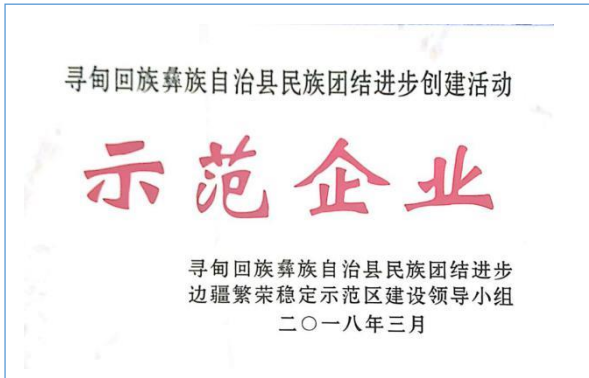 寻甸回族彝族自治县民族团结进步创建活动
示范企业
寻甸回族彝族自治县民族团结进步
边疆繁荣稳定示范区建设领导小组
二〇一八年三月